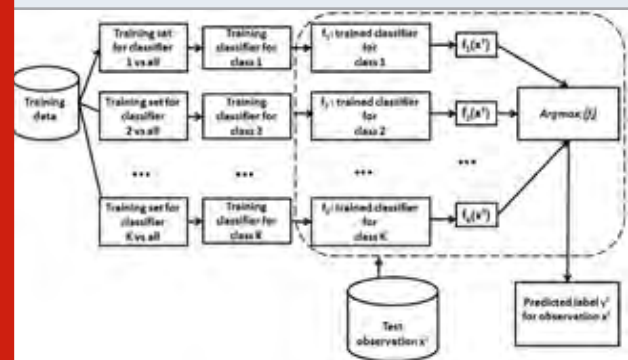 Training data
Training set
for classifier
1 vs all
Training
classifier for
class 1
f₁: trained classifier
for
class 1
f₁(x')
Training set for
classifier
2 vs all
Training
classifier for
class 2
trained classifier
for
class 2
f₂(x')
Argmax
...
...
...
...
Training set for
classifier
K vs all
Training
classifier for
class K
trained classifier
for
class K
Test
observation x'
Predicted label y'
for observation x'